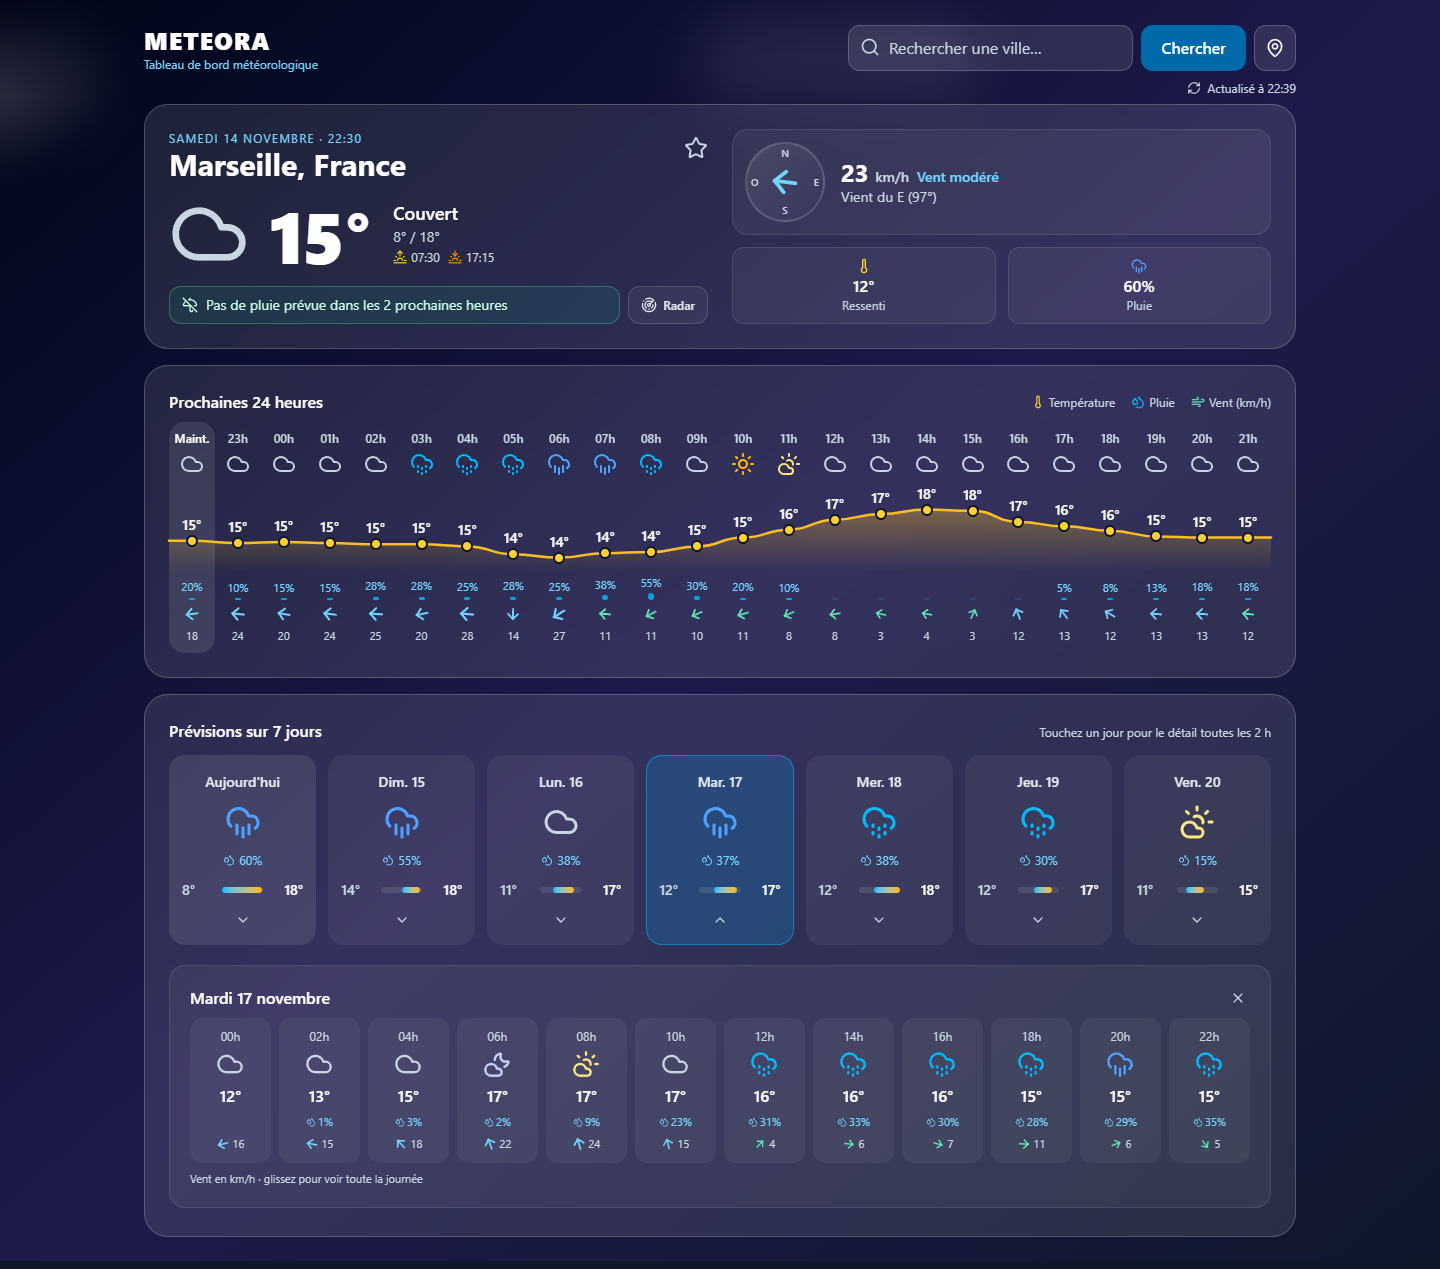 METEORA
Tableau de bord météorologique
Rechercher une ville...
Chercher
Actualisé à 22:39
SAMEDI 14 NOVEMBRE · 22:30
Marseille, France
15°
Couvert
8° / 18°
07:30 17:15
Pas de pluie prévue dans les 2 prochaines heures
Radar
N
O E
S
23 km/h Vent modéré
Vient du E (97°)
12°
Ressenti
60%
Pluie
Prochaines 24 heures
Température Pluie Vent (km/h)
Maint. 23h 00h 01h 02h 03h 04h 05h 06h 07h 08h 09h 10h 11h 12h 13h 14h 15h 16h 17h 18h 19h 20h 21h
15° 15° 15° 15° 15° 15° 15° 14° 14° 14° 14° 15° 15° 16° 17° 17° 18° 18° 17° 16° 16° 15° 15° 15°
20% 10% 15% 15% 28% 28% 25% 28% 25% 38% 55% 30% 20% 10% 5% 8% 13% 18% 18%
18 24 20 24 25 20 28 14 27 11 11 10 11 8 8 3 4 3 12 13 12 13 13 12
Prévisions sur 7 jours
Touchez un jour pour le détail toutes les 2 h
Aujourd'hui Dim. 15 Lun. 16 Mar. 17 Mer. 18 Jeu. 19 Ven. 20
60% 55% 38% 37% 38% 30% 15%
8° 18° 14° 18° 11° 17° 12° 17° 12° 18° 12° 17° 11° 15°
Mardi 17 novembre
00h 02h 04h 06h 08h 10h 12h 14h 16h 18h 20h 22h
12° 13° 15° 17° 17° 17° 16° 16° 16° 15° 15° 15°
1% 3% 2% 9% 23% 31% 33% 30% 28% 29% 35%
16 15 18 22 24 15 4 6 7 11 6 5
Vent en km/h · glissez pour voir toute la journée